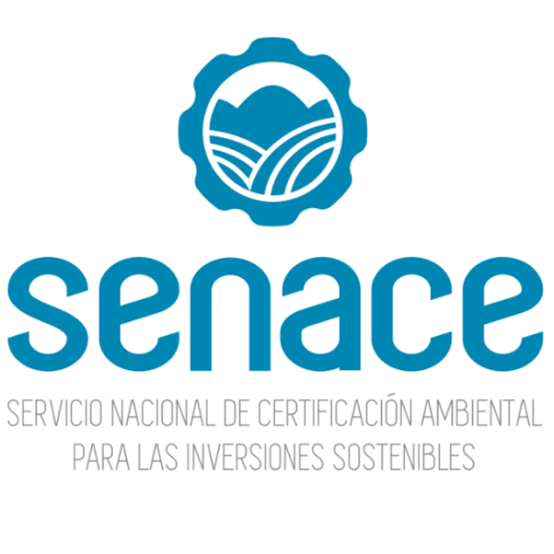 senace
SERVICIO NACIONAL DE CERTIFICACIÓN AMBIENTAL
PARA LAS INVERSIONES SOSTENIBLES